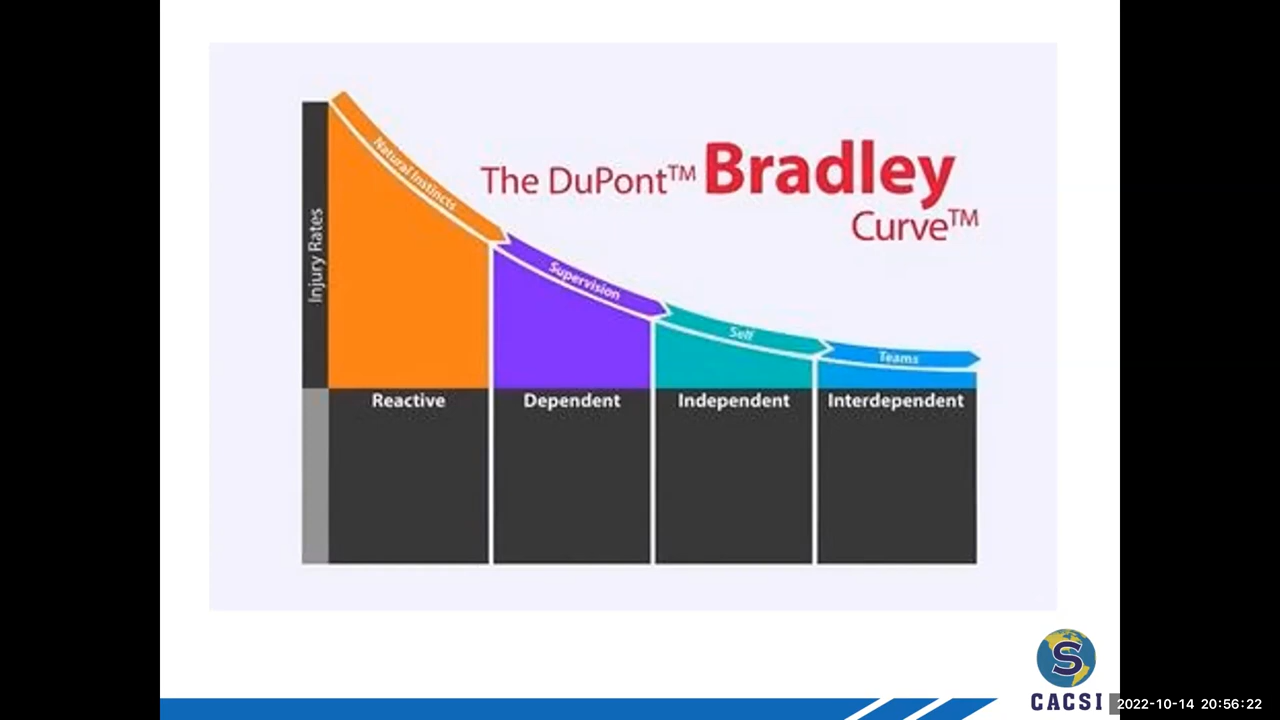 The DuPont™ Bradley
Curve™
Injury Rates
Natural Instincts
Supervision
Self
Teams
Reactive
Dependent
Independent
Interdependent
S
CACSI
2022-10-14 20:56:22